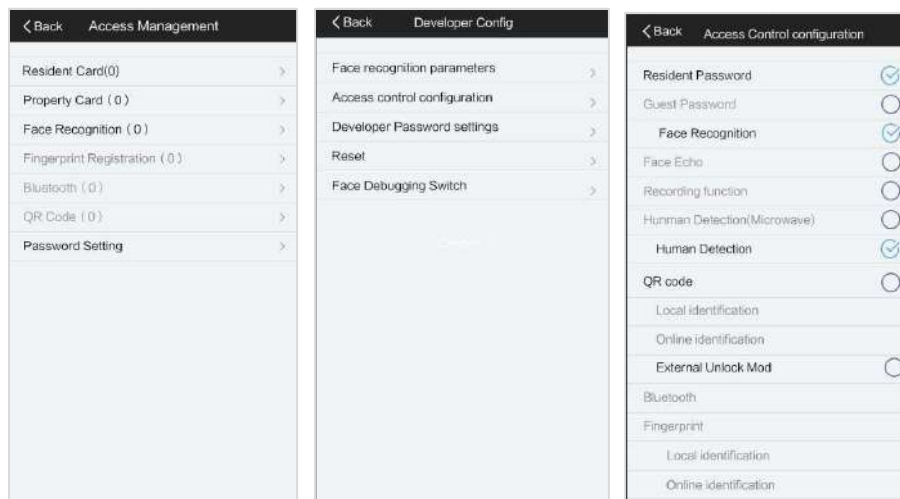 Back Access Management
Resident Card(0)
Property Card ( 0 )
Face Recognition ( 0 )
Fingerprint Registration ( 0 )
Bluetooth ( 0 )
QR Code ( 0 )
Password Setting
Back Developer Config
Face recognition parameters
Access control configuration
Developer Password settings
Reset
Face Debugging Switch
Back Access Control configuration
Resident Password
Guest Password
Face Recognition
Face Echo
Recording function
Hunman Detection(Microwave)
Human Detection
QR code
Local identification
Online identification
External Unlock Mod
Bluetooth
Fingerprint
Local identification
Online identification